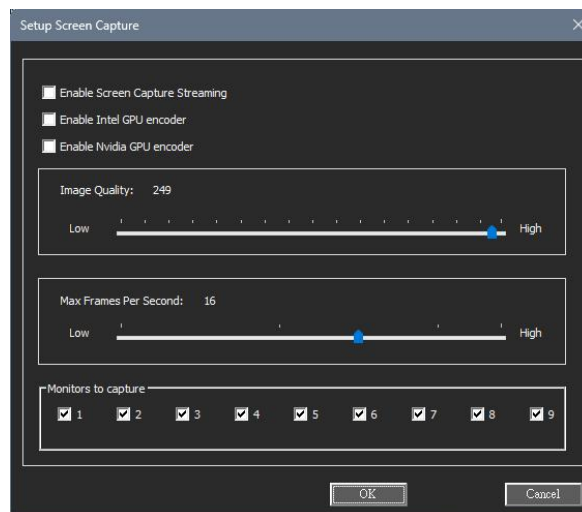 Setup Screen Capture
Enable Screen Capture Streaming
Enable Intel GPU encoder
Enable Nvidia GPU encoder
Image Quality: 249
Low High
Max Frames Per Second: 16
Low High
Monitors to capture
1 2 3 4 5 6 7 8 9
OK Cancel